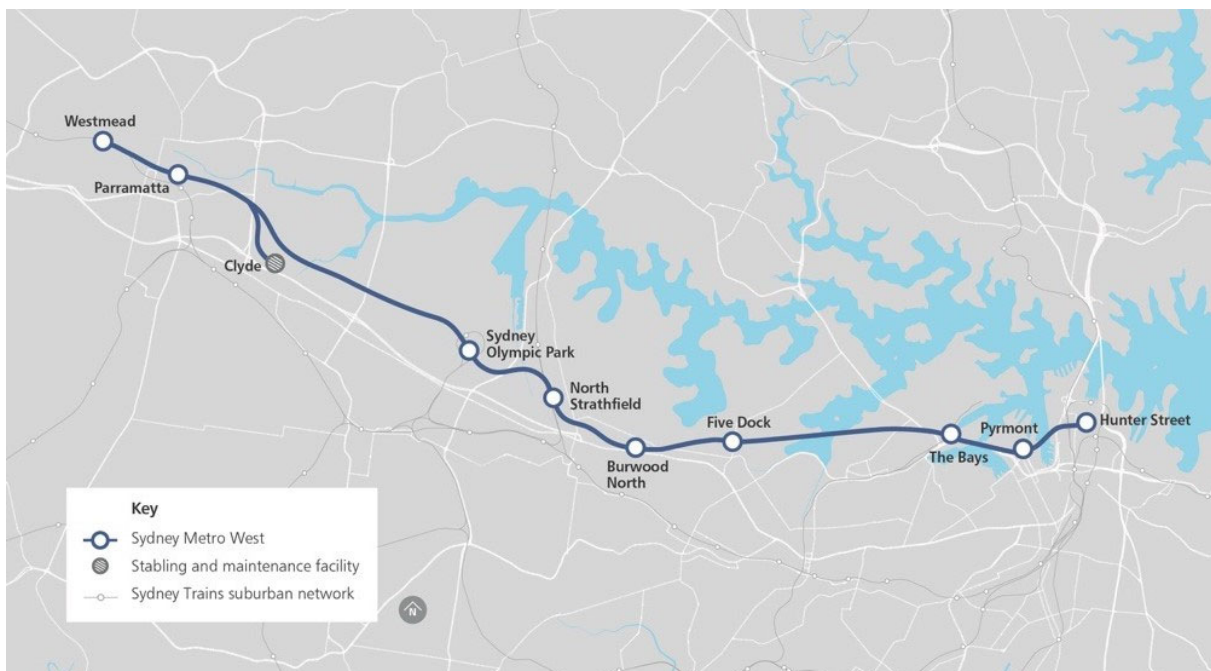 Westmead
Parramatta
Clyde
Sydney
Olympic Park
North
Strathfield
Five Dock
Burwood
North
Pyrmont
The Bays
Hunter Street
Key
Sydney Metro West
Stabling and maintenance facility
Sydney Trains suburban network
N